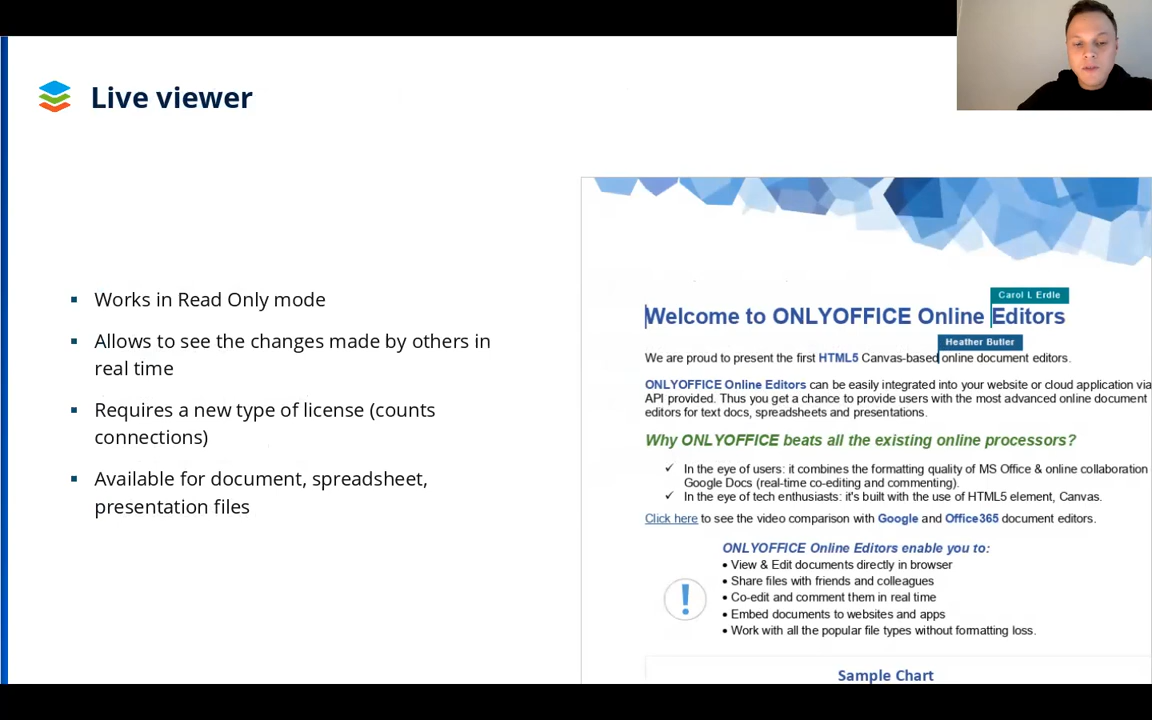 Live viewer
Works in Read Only mode
Allows to see the changes made by others in
real time
Requires a new type of license (counts
connections)
Available for document, spreadsheet,
presentation files
Carol L Erdle
Welcome to ONLYOFFICE Online Editors
Heather Butler
We are proud to present the first HTML5 Canvas-based online document editors.
ONLYOFFICE Online Editors can be easily integrated into your website or cloud application via
API provided. Thus you get a chance to provide users with the most advanced online document
editors for text docs, spreadsheets and presentations.
Why ONLYOFFICE beats all the existing online processors?
✓ In the eye of users: it combines the formatting quality of MS Office & online collaboration
Google Docs (real-time co-editing and commenting).
✓ In the eye of tech enthusiasts: it's built with the use of HTML5 element, Canvas.
Click here to see the video comparison with Google and Office365 document editors.
ONLYOFFICE Online Editors enable you to:
• View & Edit documents directly in browser
• Share files with friends and colleagues
• Co-edit and comment them in real time
• Embed documents to websites and apps
• Work with all the popular file types without formatting loss.
Sample Chart